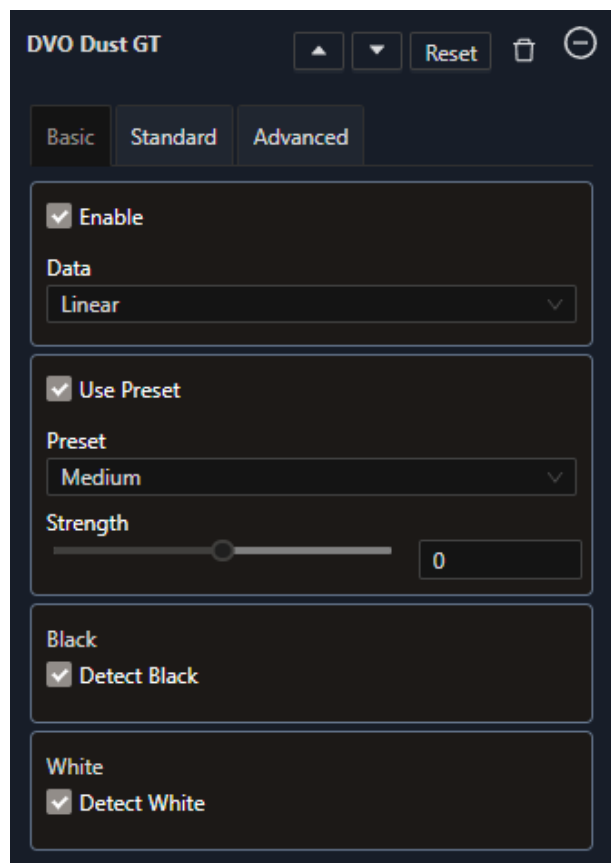 DVO Dust GT
Reset
Basic Standard Advanced
Enable
Data
Linear
Use Preset
Preset
Medium
Strength
0
Black
Detect Black
White
Detect White